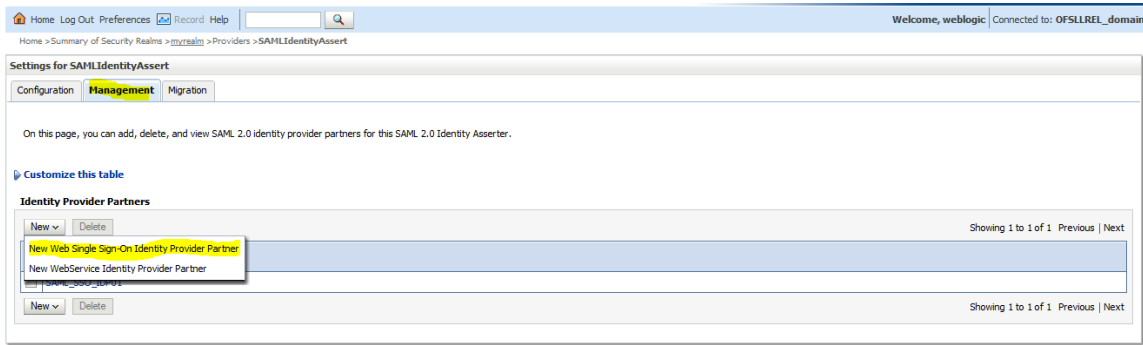 Home Log Out Preferences Record Help
Welcome, weblogic Connected to: OFSLLREL_domain
Home >Summary of Security Realms >myrealm >Providers >SAMLIdentityAssert
Settings for SAMLIdentityAssert
Configuration Management Migration
On this page, you can add, delete, and view SAML 2.0 identity provider partners for this SAML 2.0 Identity Asserter.
Customize this table
Identity Provider Partners
New Delete Showing 1 to 1 of 1 Previous | Next
New Web Single Sign-On Identity Provider Partner
New WebService Identity Provider Partner
SAML_SSO_IDP01
New Delete Showing 1 to 1 of 1 Previous | Next